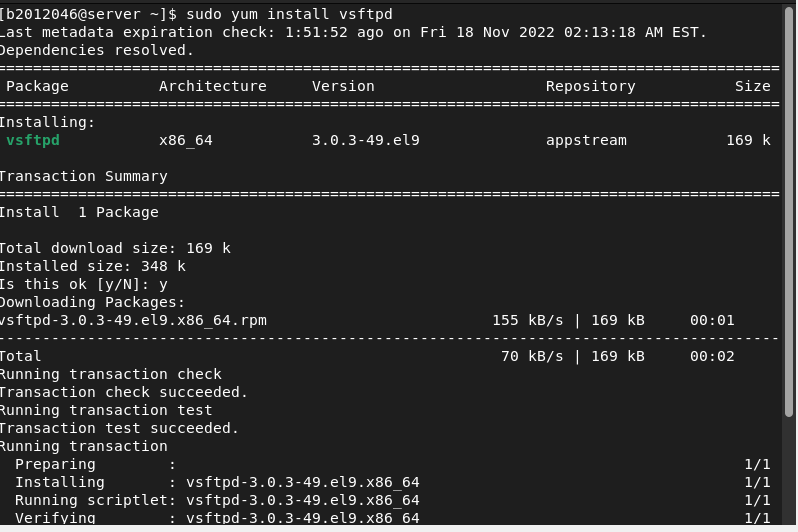 [b2012046@server ~]$ sudo yum install vsftpd
Last metadata expiration check: 1:51:52 ago on Fri 18 Nov 2022 02:13:18 AM EST.
Dependencies resolved.
================================================================================
 Package          Architecture     Version                   Repository           Size
================================================================================
Installing:
 vsftpd           x86_64           3.0.3-49.el9              appstream           169 k

Transaction Summary
================================================================================
Install  1 Package

Total download size: 169 k
Installed size: 348 k
Is this ok [y/N]: y
Downloading Packages:
vsftpd-3.0.3-49.el9.x86_64.rpm                         155 kB/s | 169 kB     00:01
--------------------------------------------------------------------------------
Total                                                   70 kB/s | 169 kB     00:02
Running transaction check
Transaction check succeeded.
Running transaction test
Transaction test succeeded.
Running transaction
  Preparing        :                                                               1/1
  Installing       : vsftpd-3.0.3-49.el9.x86_64                                    1/1
  Running scriptlet: vsftpd-3.0.3-49.el9.x86_64                                    1/1
  Verifying        : vsftpd-3.0.3-49.el9.x86_64                                    1/1